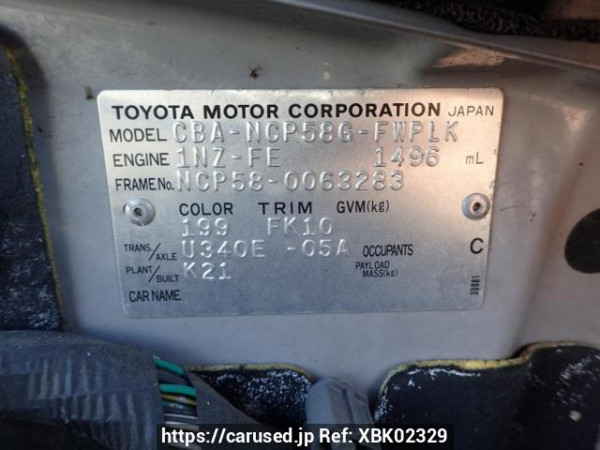 TOYOTA MOTOR CORPORATION JAPAN
MODEL CBA-NCP58G-FWPLK
ENGINE 1NZ-FE 1496 mL
FRAME No. NCP58-0063283
COLOR TRIM GVM(kg)
199 FK10
TRANS/AXLE U340E -05A OCCUPANTS C
PLANT/BUILT K21 PAYLOAD MASS(kg)
CAR NAME
30881
https://carused.jp Ref: XBK02329